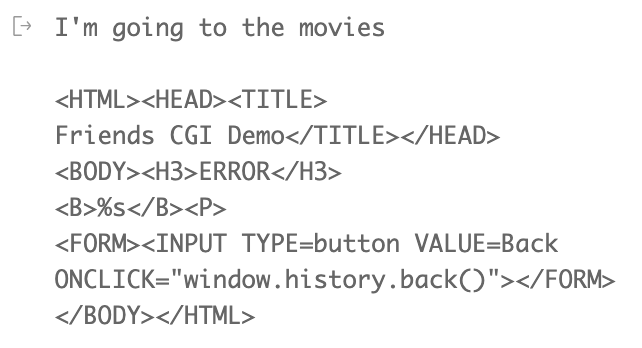 I'm going to the movies
<HTML><HEAD><TITLE>
Friends CGI Demo</TITLE></HEAD>
<BODY><H3>ERROR</H3>
<B>%s</B><P>
<FORM><INPUT TYPE=button VALUE=Back
ONCLICK="window.history.back()"></FORM>
</BODY></HTML>